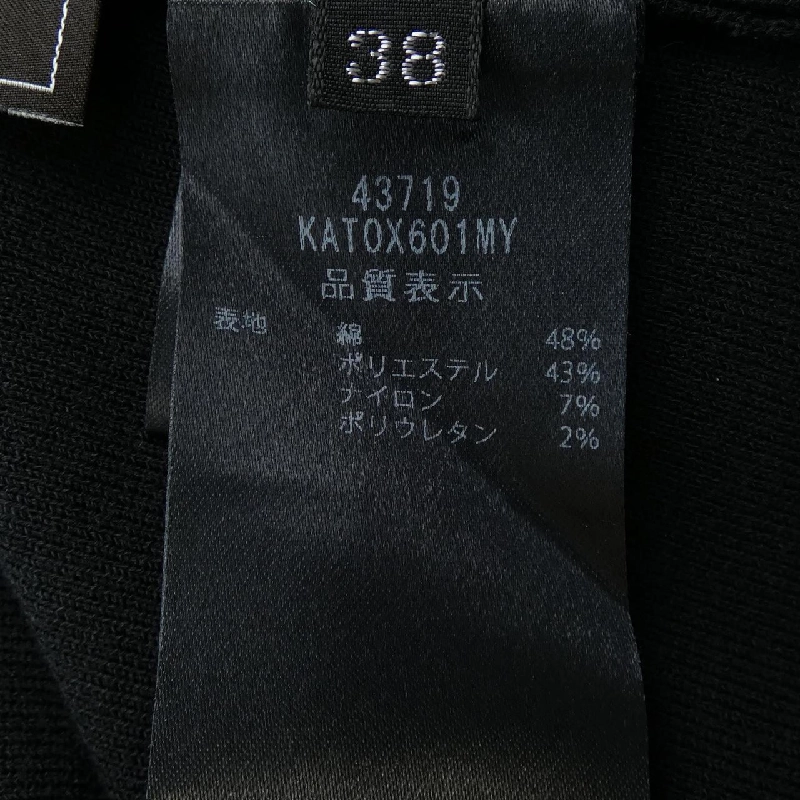 38
43719
KATOX601MY
品質表示
表地 綿 48%
ポリエステル 43%
ナイロン 7%
ポリウレタン 2%